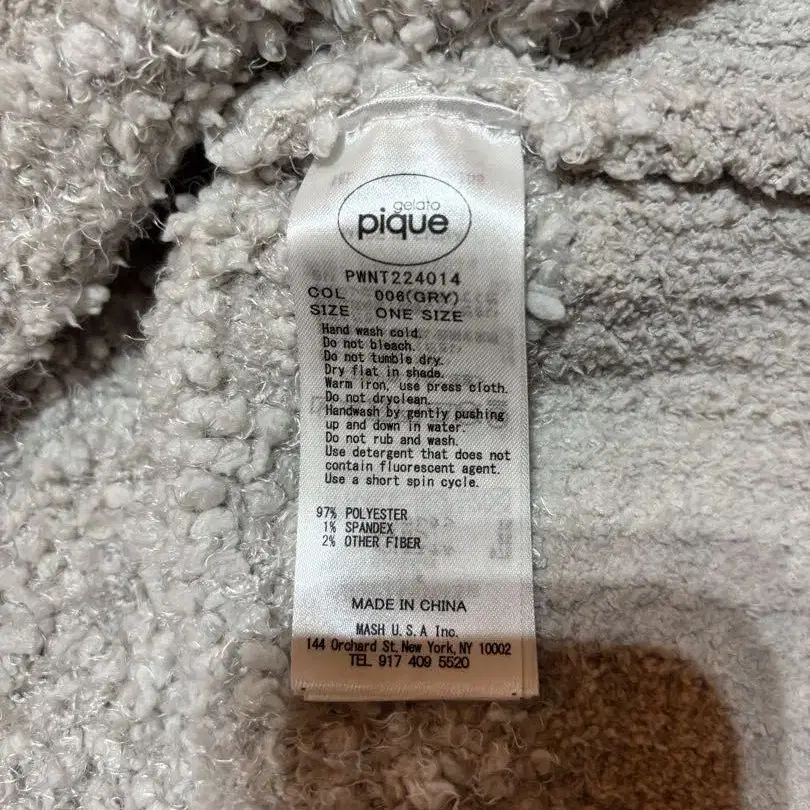 gelato
pique
PWNT224014
COL 006(GRY)
SIZE ONE SIZE
Hand wash cold.
Do not bleach.
Do not tumble dry.
Dry flat in shade.
Warm iron, use press cloth.
Do not dryclean.
Handwash by gently pushing
up and down in water.
Do not rub and wash.
Use detergent that does not
contain fluorescent agent.
Use a short spin cycle.
97% POLYESTER
1% SPANDEX
2% OTHER FIBER
MADE IN CHINA
MASH U.S.A Inc.
144 Orchard St, New York, NY 10002
TEL 917 409 5520